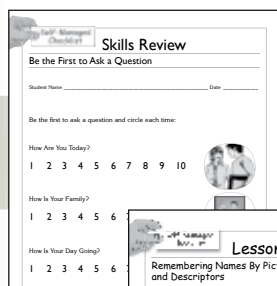 Self-Managed
Checklist
Skills Review
Be the First to Ask a Question
Student Name Date
Be the first to ask a question and circle each time:
How Are You Today?
1 2 3 4 5 6 7 8 9 10
How Is Your Family?
1 2 3 4 5 6
How Is Your Day Going?
1 2 3 4 5 6
Lesson
Remembering Names By Pic
and Descriptors